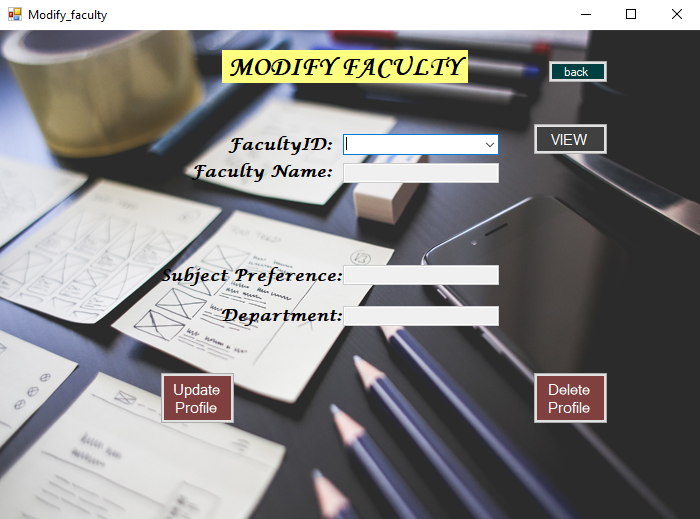 Modify_faculty
MODIFY FACULTY
back
FacultyID:
VIEW
Faculty Name:
Subject Preference:
Department:
Update
Profile
Delete
Profile